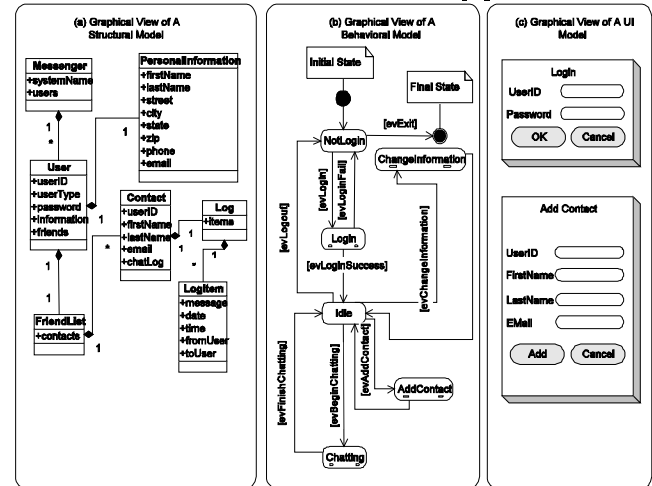 (a) Graphical View of A
Structural Model
Messenger
+systemName
+users
1
*
User
+userID
+userType
+password
+information
+friends
1
1
FriendList
+contacts
1
PersonalInformation
+firstName
+lastName
+street
+city
+state
+zip
+phone
+email
1
1
Contact
+userID
+firstName
+lastName
+email
+chatLog
*
1
1
Log
+items
1
*
LogItem
+message
+date
+time
+fromUser
+toUser
(b) Graphical View of A
Behavioral Model
Initial State
Final State
[evExit]
NotLogin
ChangeInformation
[evLogin]
[evLoginFail]
[evLogout]
Login
[evLoginSuccess]
[evChangeInformation]
Idle
[evFinishChatting]
[evBeginChatting]
[evAddContact]
AddContact
Chatting
(c) Graphical View of A UI
Model
Login
UserID
Password
OK Cancel
Add Contact
UserID
FirstName
LastName
EMail
Add Cancel